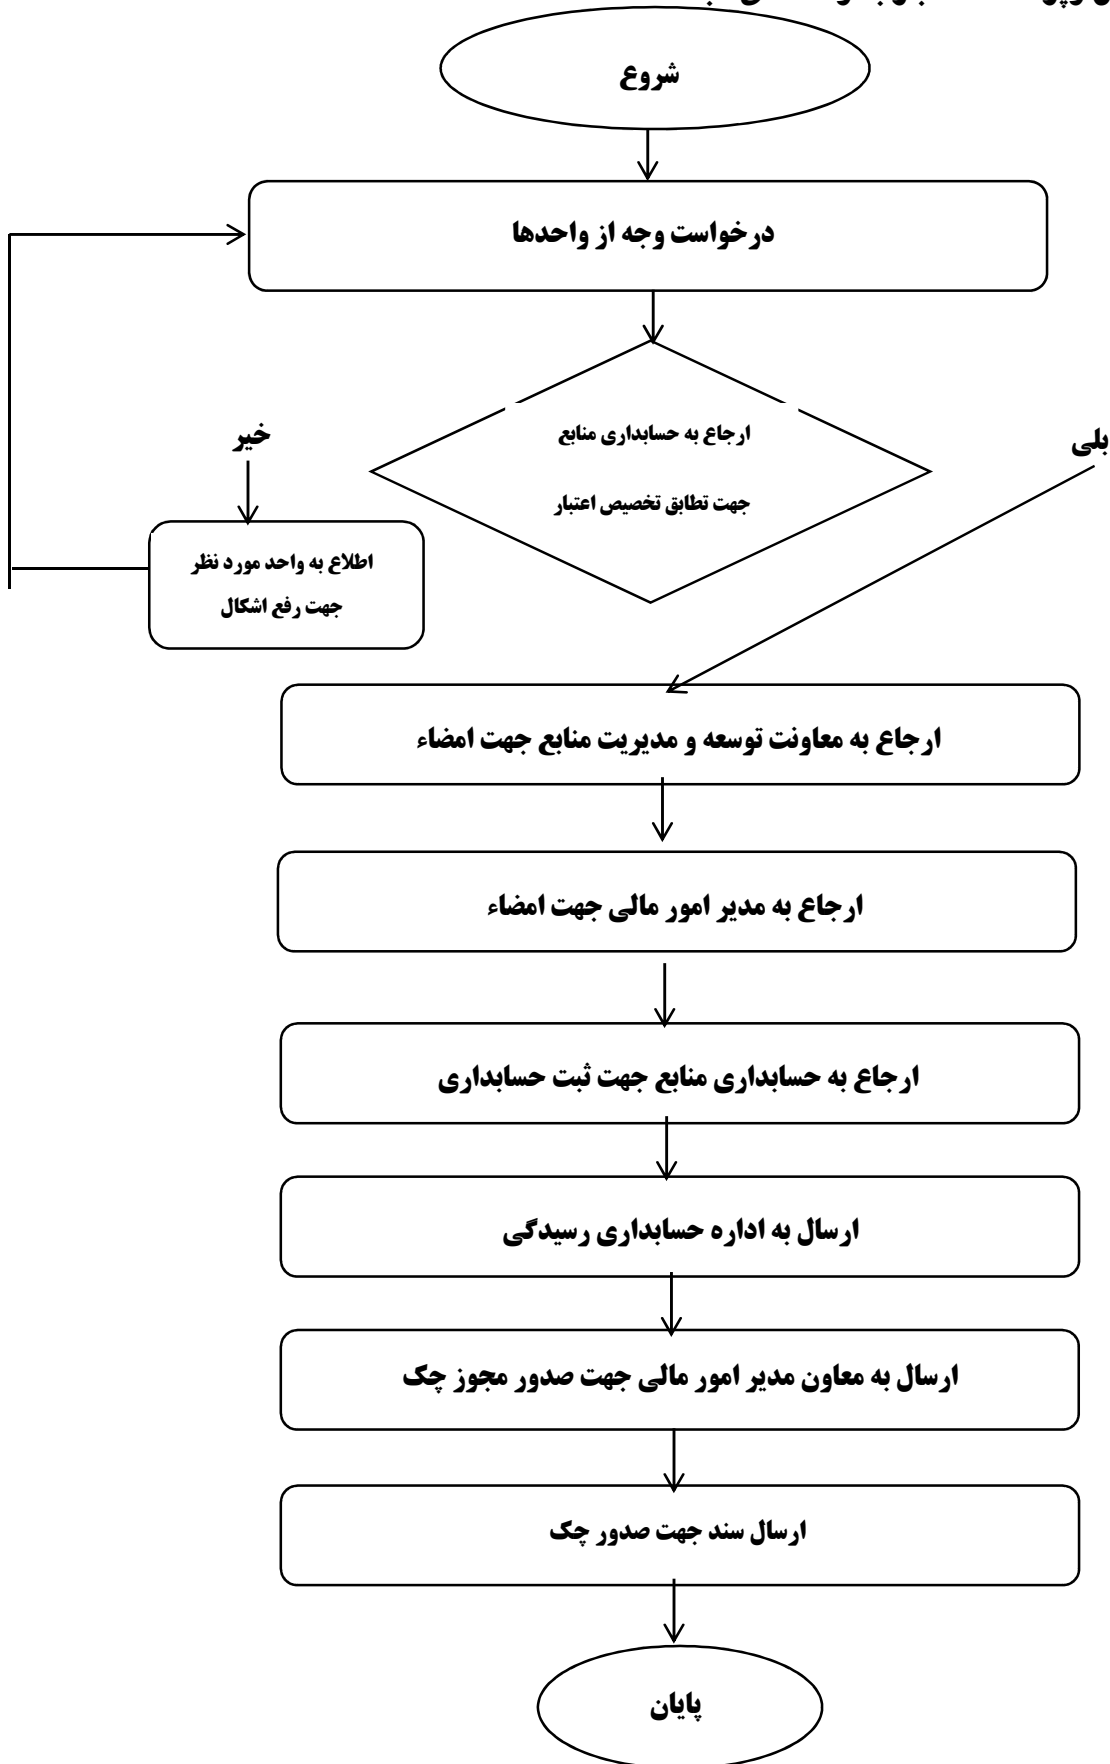 شروع
درخواست وجه از واحدها
ارجاع به حسابداری منابع
جهت تطابق تخصیص اعتبار
بلی
خیر
اطلاع به واحد مورد نظر
جهت رفع اشکال
ارجاع به معاونت توسعه و مدیریت منابع جهت امضاء
ارجاع به مدیر امور مالی جهت امضاء
ارجاع به حسابداری منابع جهت ثبت حسابداری
ارسال به اداره حسابداری رسیدگی
ارسال به معاون مدیر امور مالی جهت صدور مجوز چک
ارسال سند جهت صدور چک
پایان